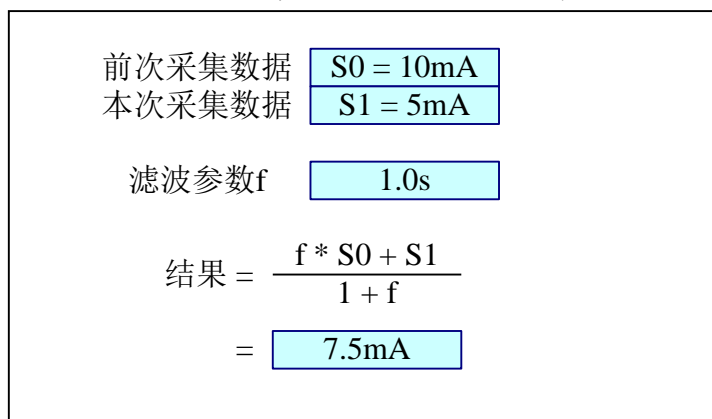 前次采集数据 S0 = 10mA
本次采集数据 S1 = 5mA
滤波参数f 1.0s
结果 = f * S0 + S1
1 + f
= 7.5mA